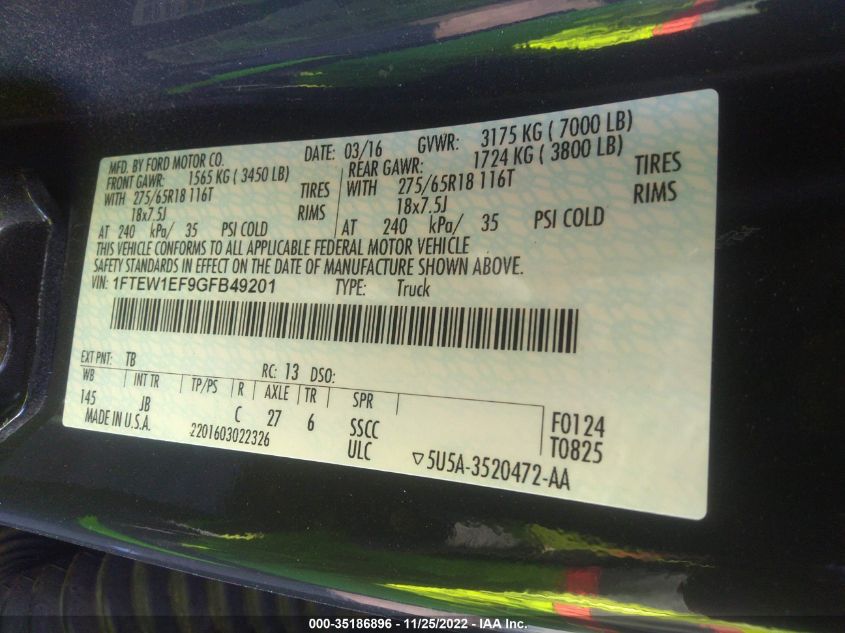 MFD. BY FORD MOTOR CO. DATE: 03/16 GVWR: 3175 KG ( 7000 LB)
FRONT GAWR: 1565 KG ( 3450 LB) REAR GAWR: 1724 KG ( 3800 LB)
WITH 275/65R18 116T TIRES WITH 275/65R18 116T TIRES
18x7.5J RIMS 18x7.5J RIMS
AT 240 kPa/ 35 PSI COLD AT 240 kPa/ 35 PSI COLD
THIS VEHICLE CONFORMS TO ALL APPLICABLE FEDERAL MOTOR VEHICLE
SAFETY STANDARDS IN EFFECT ON THE DATE OF MANUFACTURE SHOWN ABOVE.
VIN: 1FTEW1EF9GFB49201 TYPE: Truck
EXT PNT: TB RC: 13 DSO:
WB INT TR TP/PS R AXLE TR SPR
145 JB C 27 6 SSCC F0124
MADE IN U.S.A. 2201603022326 ULC T0825
▽5U5A-3520472-AA
000-35186896 - 11/25/2022 - IAA Inc.